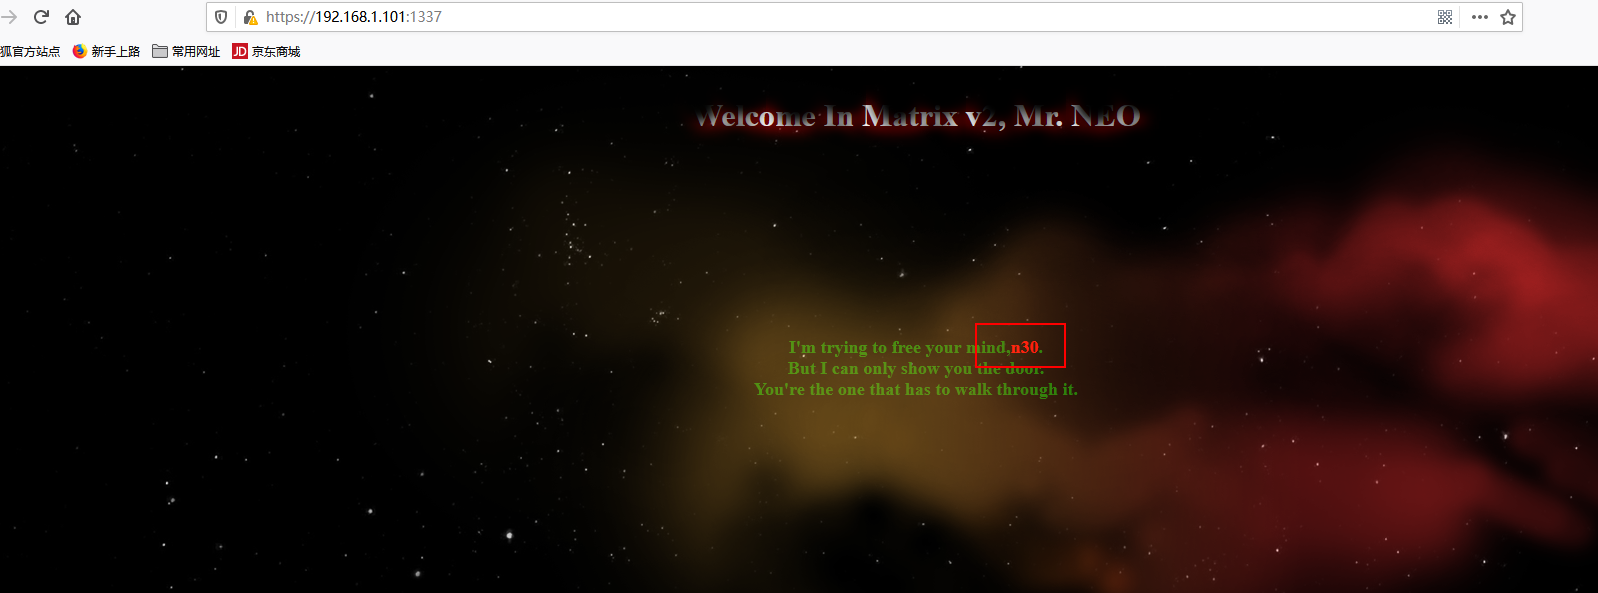 https://192.168.1.101:1337
狐官方站点 新手上路 常用网址 JD 京东商城
Welcome In Matrix v2, Mr. NEO
I'm trying to free your mind,n30.
But I can only show you the door.
You're the one that has to walk through it.